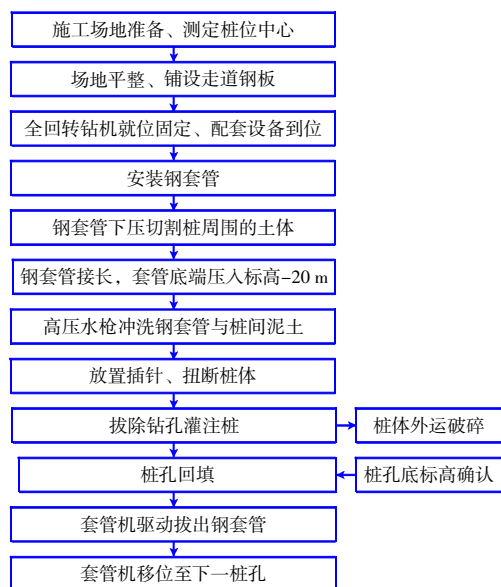 施工场地准备、测定桩位中心
场地平整、铺设走道钢板
全回转钻机就位固定、配套设备到位
安装钢套管
钢套管下压切割桩周围的土体
钢套管接长，套管底端压入标高-20 m
高压水枪冲洗钢套管与桩间泥土
放置插针、扭断桩体
拔除钻孔灌注桩
桩体外运破碎
桩孔回填
桩孔底标高确认
套管机驱动拔出钢套管
套管机移位至下一桩孔